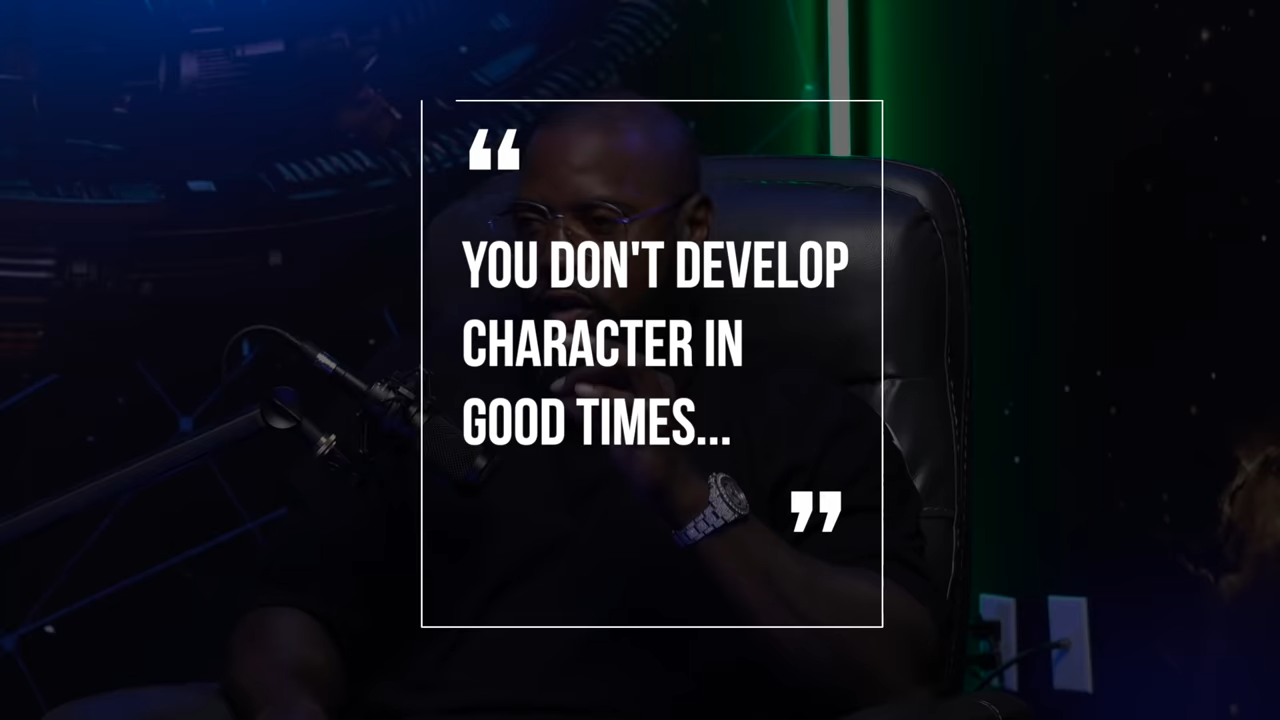 “
YOU DON'T DEVELOP
CHARACTER IN
GOOD TIMES...
”